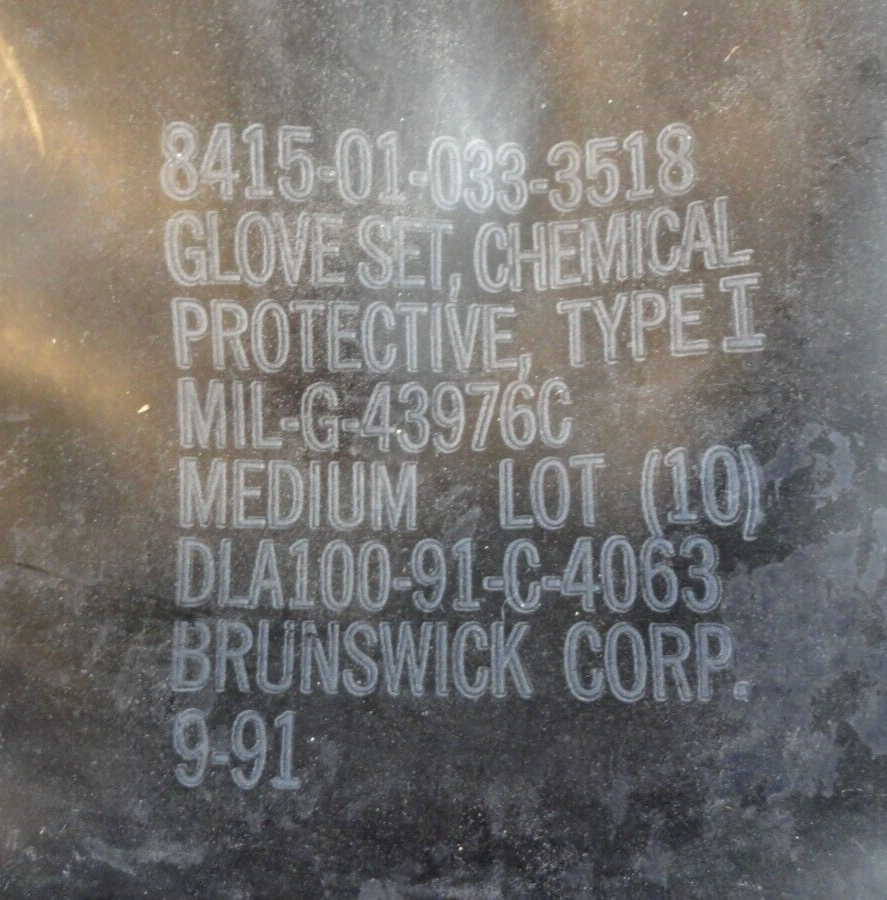 8415-01-033-3518
GLOVE SET, CHEMICAL
PROTECTIVE, TYPE I
MIL-G-43976C
MEDIUM LOT (10)
DLA100-91-C-4063
BRUNSWICK CORP.
9-91